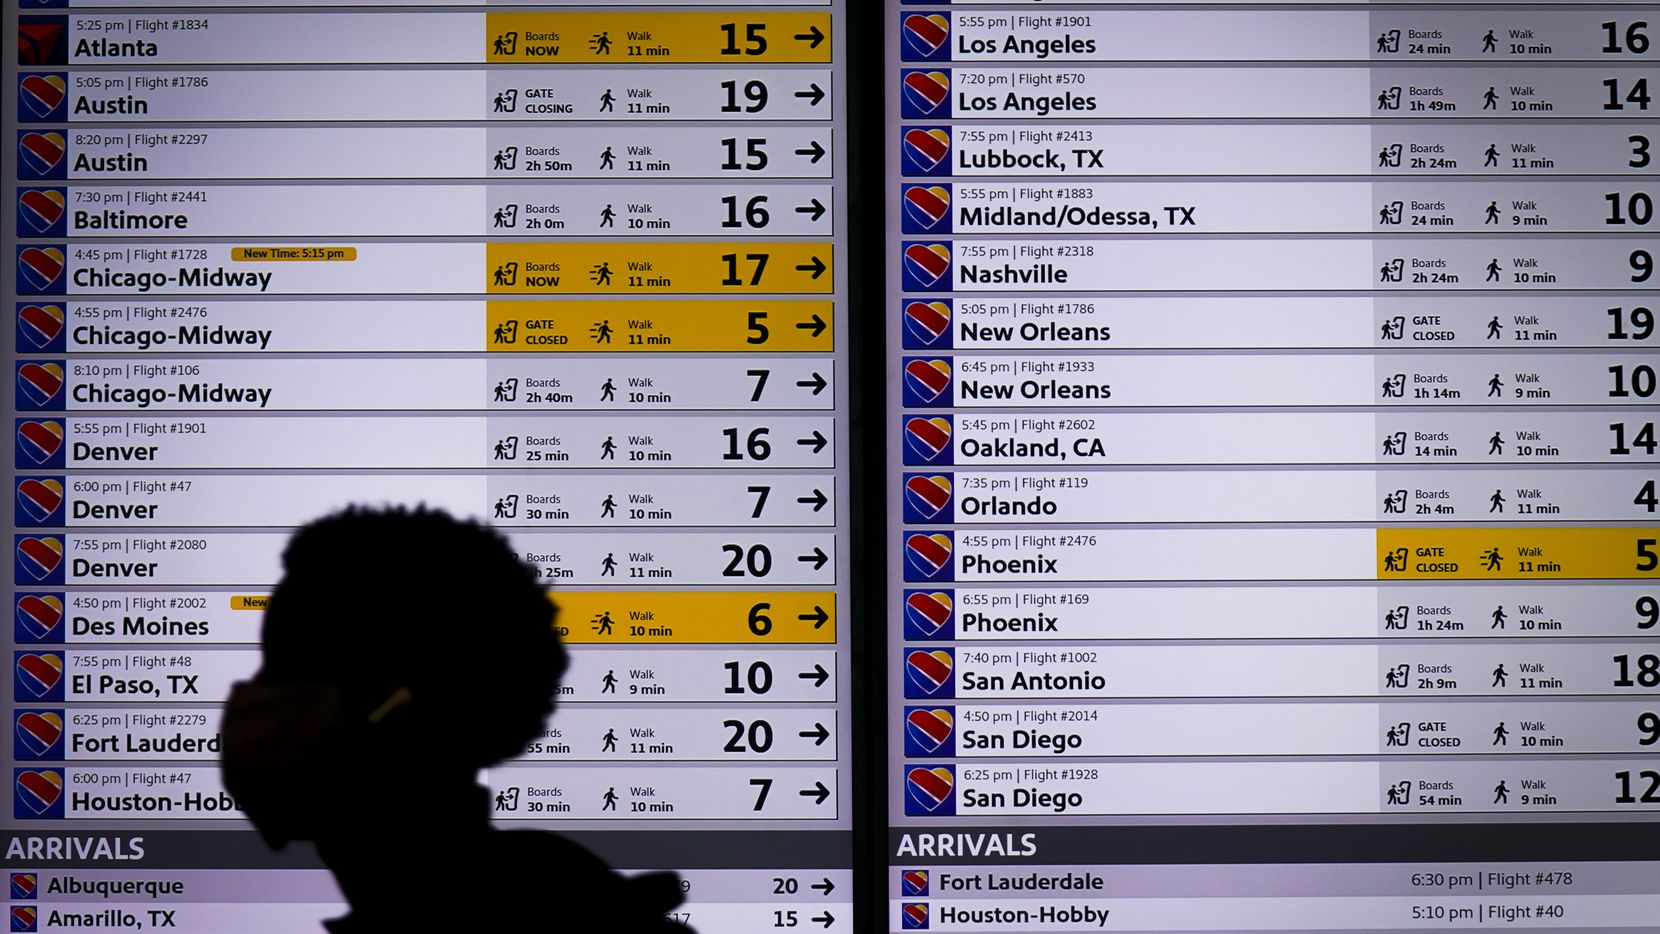 5:25 pm | Flight #1834
Atlanta
Boards NOW Walk 11 min 15 →
5:05 pm | Flight #1786
Austin
GATE CLOSING Walk 11 min 19 →
8:20 pm | Flight #2297
Austin
Boards 2h 50m Walk 11 min 15 →
7:30 pm | Flight #2441
Baltimore
Boards 2h 0m Walk 10 min 16 →
4:45 pm | Flight #1728 New Time: 5:15 pm
Chicago-Midway
Boards NOW Walk 11 min 17 →
4:55 pm | Flight #2476
Chicago-Midway
GATE CLOSED Walk 11 min 5 →
8:10 pm | Flight #106
Chicago-Midway
Boards 2h 40m Walk 10 min 7 →
5:55 pm | Flight #1901
Denver
Boards 25 min Walk 10 min 16 →
6:00 pm | Flight #47
Denver
Boards 30 min Walk 10 min 7 →
7:55 pm | Flight #2080
Denver
Boards 25m Walk 11 min 20 →
4:50 pm | Flight #2002 New
Des Moines
Walk 10 min 6 →
7:55 pm | Flight #48
El Paso, TX
Walk 9 min 10 →
6:25 pm | Flight #2279
Fort Lauderd
55 min Walk 11 min 20 →
6:00 pm | Flight #47
Houston-Hob
Boards 30 min Walk 10 min 7 →
ARRIVALS
Albuquerque 20 →
Amarillo, TX 15 →
5:55 pm | Flight #1901
Los Angeles
Boards 24 min Walk 10 min 16
7:20 pm | Flight #570
Los Angeles
Boards 1h 49m Walk 10 min 14
7:55 pm | Flight #2413
Lubbock, TX
Boards 2h 24m Walk 11 min 3
5:55 pm | Flight #1883
Midland/Odessa, TX
Boards 24 min Walk 9 min 10
7:55 pm | Flight #2318
Nashville
Boards 2h 24m Walk 10 min 9
5:05 pm | Flight #1786
New Orleans
GATE CLOSED Walk 11 min 19
6:45 pm | Flight #1933
New Orleans
Boards 1h 14m Walk 9 min 10
5:45 pm | Flight #2602
Oakland, CA
Boards 14 min Walk 10 min 14
7:35 pm | Flight #119
Orlando
Boards 2h 4m Walk 11 min 4
4:55 pm | Flight #2476
Phoenix
GATE CLOSED Walk 11 min 5
6:55 pm | Flight #169
Phoenix
Boards 1h 24m Walk 10 min 9
7:40 pm | Flight #1002
San Antonio
Boards 2h 9m Walk 11 min 18
4:50 pm | Flight #2014
San Diego
GATE CLOSED Walk 10 min 9
6:25 pm | Flight #1928
San Diego
Boards 54 min Walk 9 min 12
ARRIVALS
Fort Lauderdale 6:30 pm | Flight #478
Houston-Hobby 5:10 pm | Flight #40